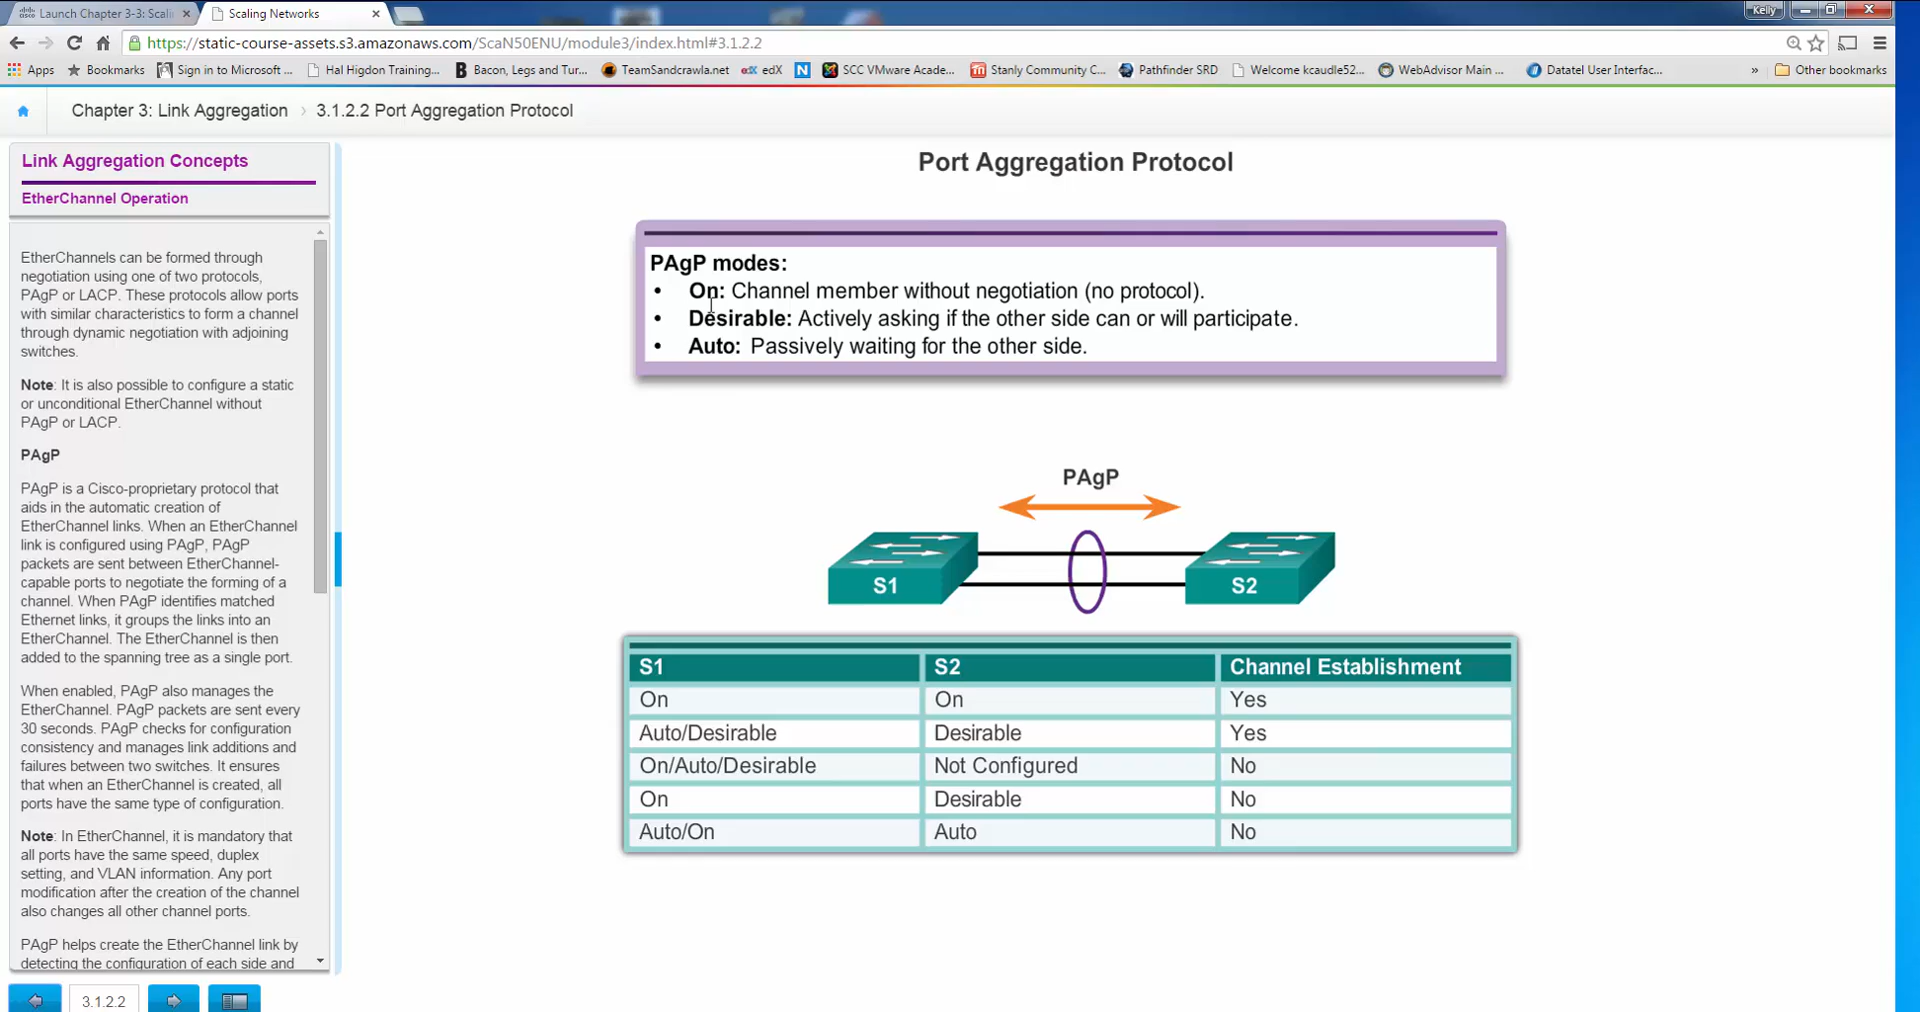 Launch Chapter 3-3: Scali
Scaling Networks
Kelly
https://static-course-assets.s3.amazonaws.com/ScaN50ENU/module3/index.html#3.1.2.2
Apps
Bookmarks
Sign in to Microsoft ...
Hal Higdon Training...
Bacon, Legs and Tur...
TeamSandcrawla.net
edX
SCC VMware Acade...
Stanly Community C...
Pathfinder SRD
Welcome kcaudle52...
WebAdvisor Main ...
Datatel User Interfac...
»
Other bookmarks
Chapter 3: Link Aggregation › 3.1.2.2 Port Aggregation Protocol
Link Aggregation Concepts
EtherChannel Operation
EtherChannels can be formed through
negotiation using one of two protocols,
PAgP or LACP. These protocols allow ports
with similar characteristics to form a channel
through dynamic negotiation with adjoining
switches.
Note: It is also possible to configure a static
or unconditional EtherChannel without
PAgP or LACP.
PAgP
PAgP is a Cisco-proprietary protocol that
aids in the automatic creation of
EtherChannel links. When an EtherChannel
link is configured using PAgP, PAgP
packets are sent between EtherChannel-
capable ports to negotiate the forming of a
channel. When PAgP identifies matched
Ethernet links, it groups the links into an
EtherChannel. The EtherChannel is then
added to the spanning tree as a single port.
When enabled, PAgP also manages the
EtherChannel. PAgP packets are sent every
30 seconds. PAgP checks for configuration
consistency and manages link additions and
failures between two switches. It ensures
that when an EtherChannel is created, all
ports have the same type of configuration.
Note: In EtherChannel, it is mandatory that
all ports have the same speed, duplex
setting, and VLAN information. Any port
modification after the creation of the channel
also changes all other channel ports.
PAgP helps create the EtherChannel link by
detecting the configuration of each side and
3.1.2.2
Port Aggregation Protocol
PAgP modes:
• On: Channel member without negotiation (no protocol).
• Desirable: Actively asking if the other side can or will participate.
• Auto: Passively waiting for the other side.
PAgP
S1
S2
S1 S2 Channel Establishment
On On Yes
Auto/Desirable Desirable Yes
On/Auto/Desirable Not Configured No
On Desirable No
Auto/On Auto No